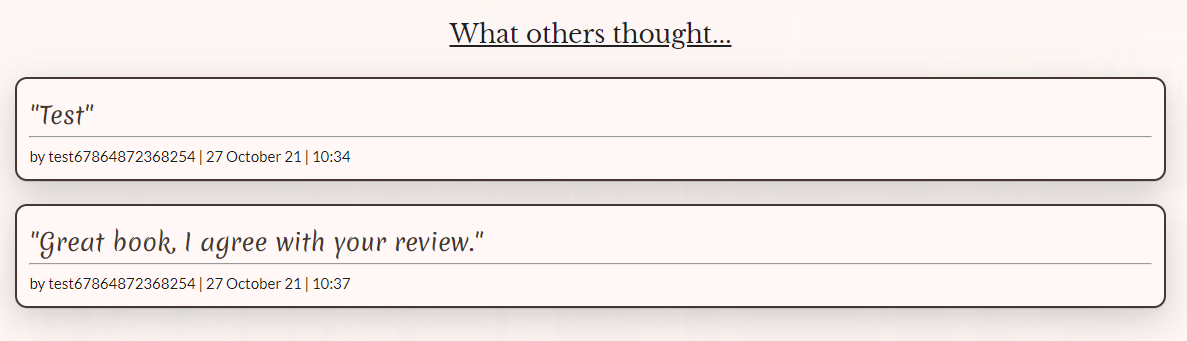 What others thought...
"Test"
by test67864872368254 | 27 October 21 | 10:34
"Great book, I agree with your review."
by test67864872368254 | 27 October 21 | 10:37